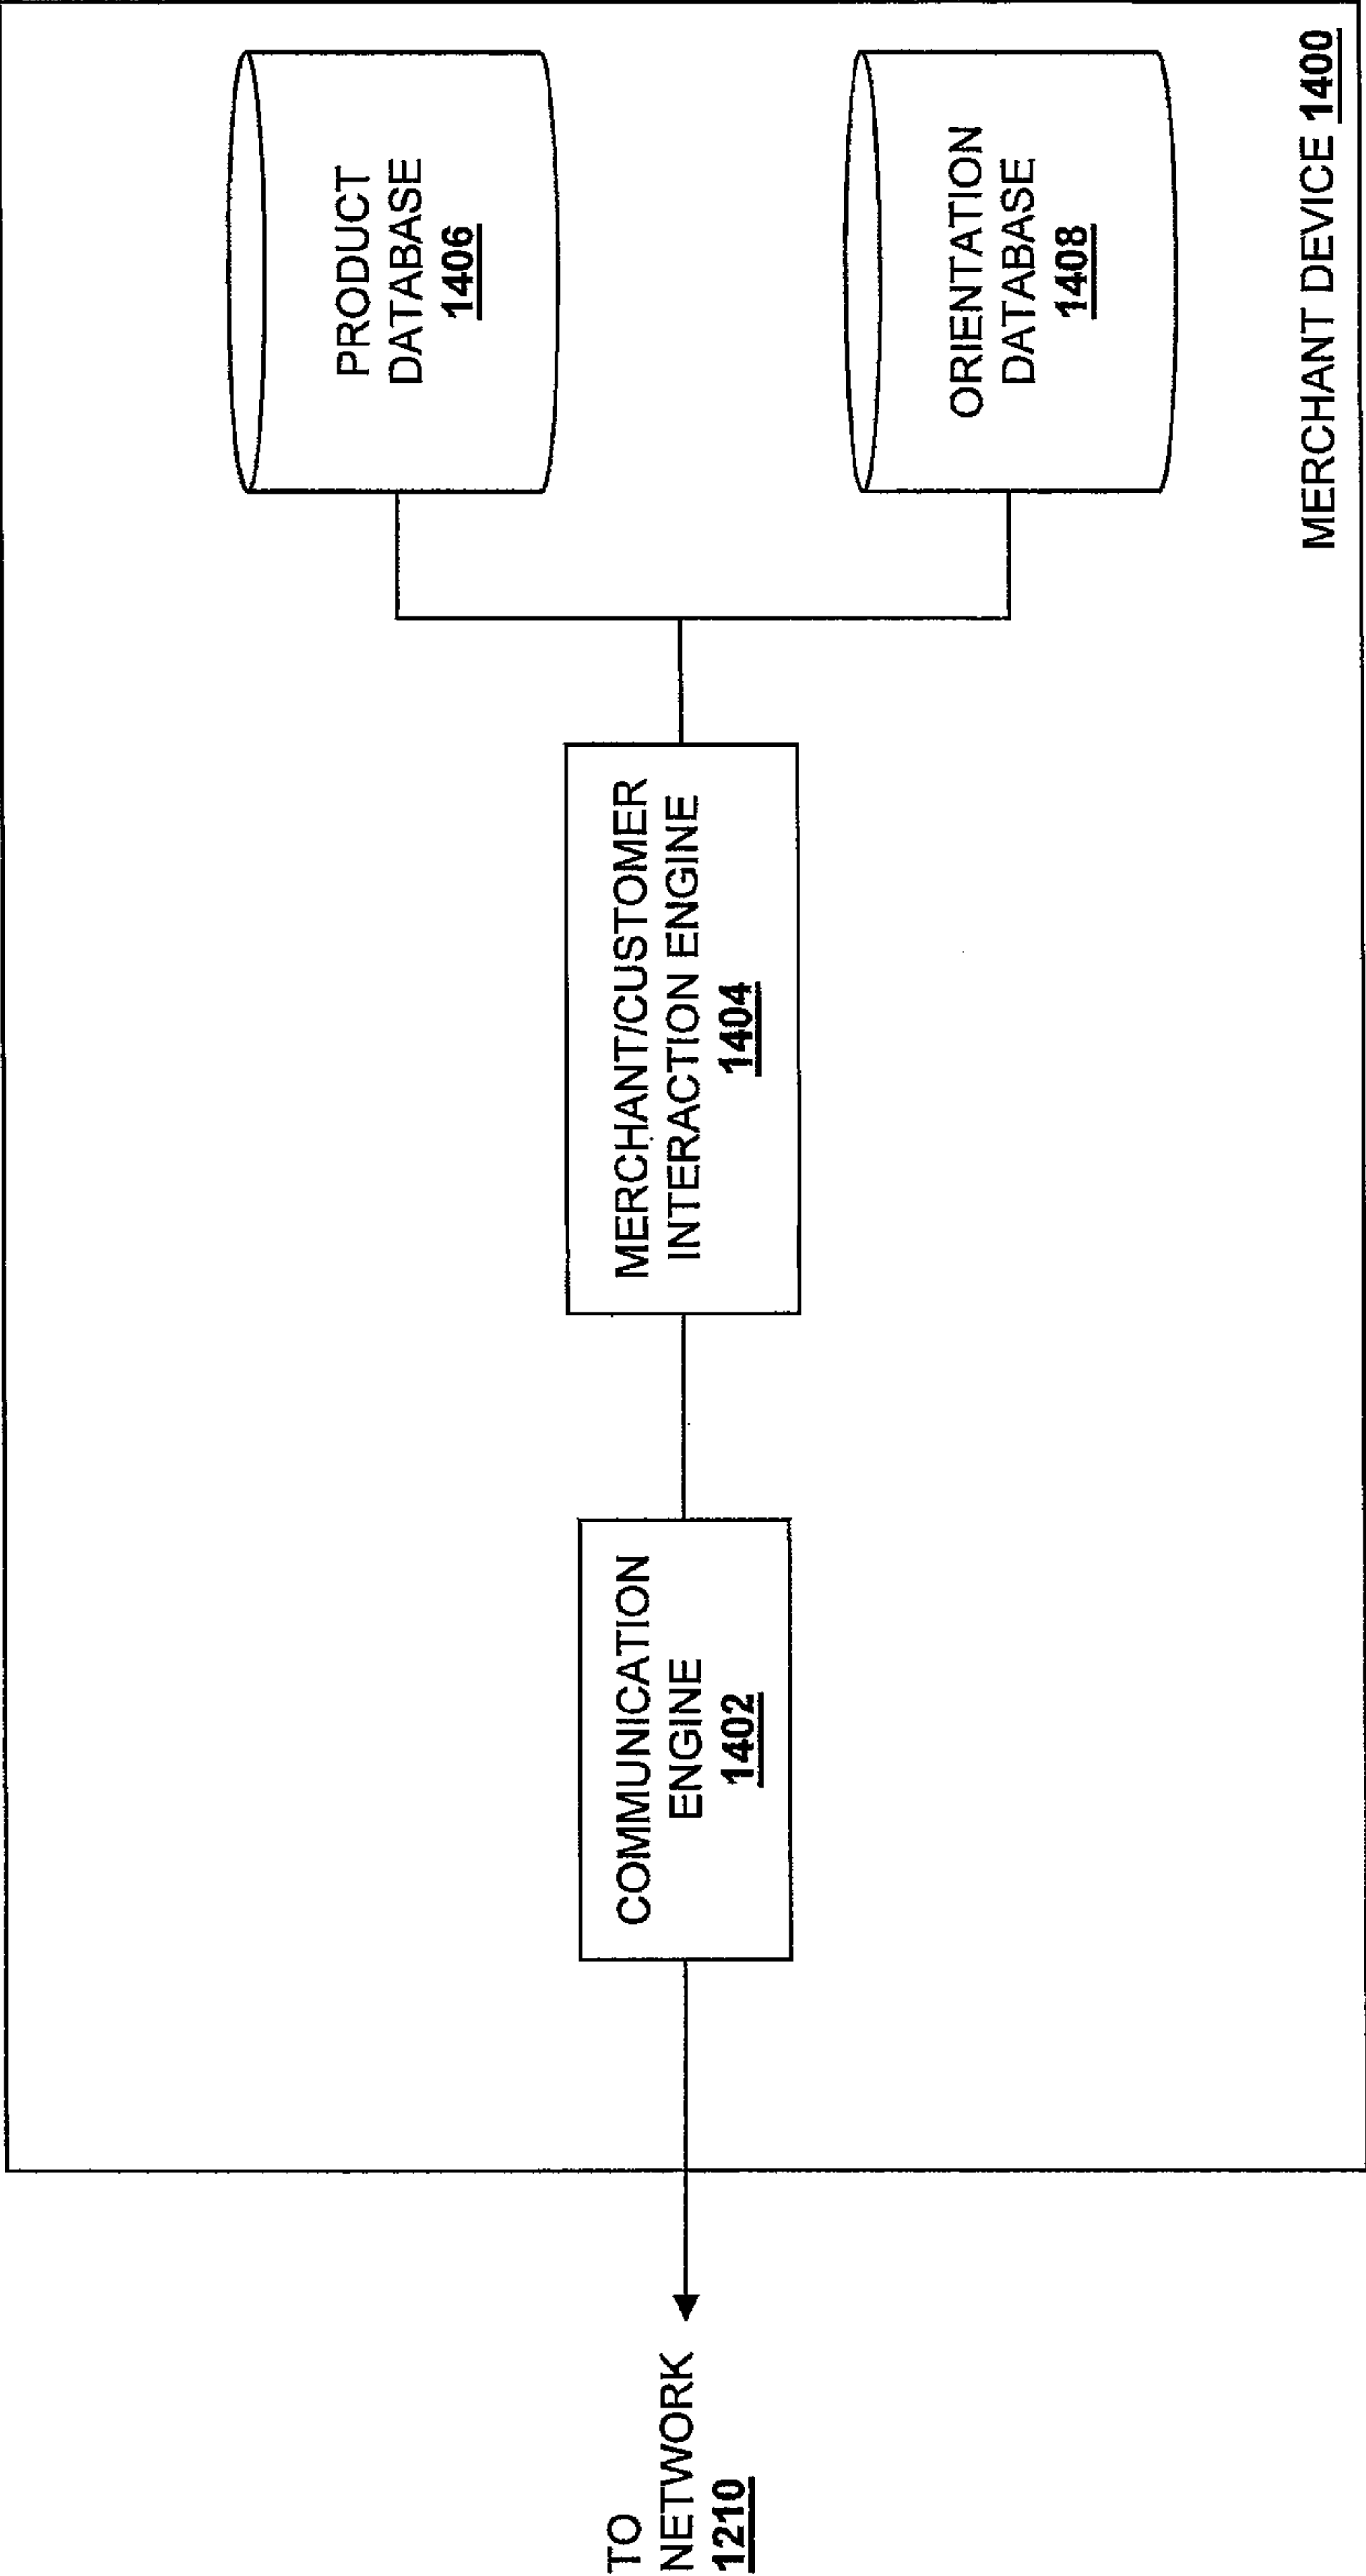 TO
NETWORK
1210
COMMUNICATION
ENGINE
1402
MERCHANT/CUSTOMER
INTERACTION ENGINE
1404
PRODUCT
DATABASE
1406
ORIENTATION
DATABASE
1408
MERCHANT DEVICE 1400